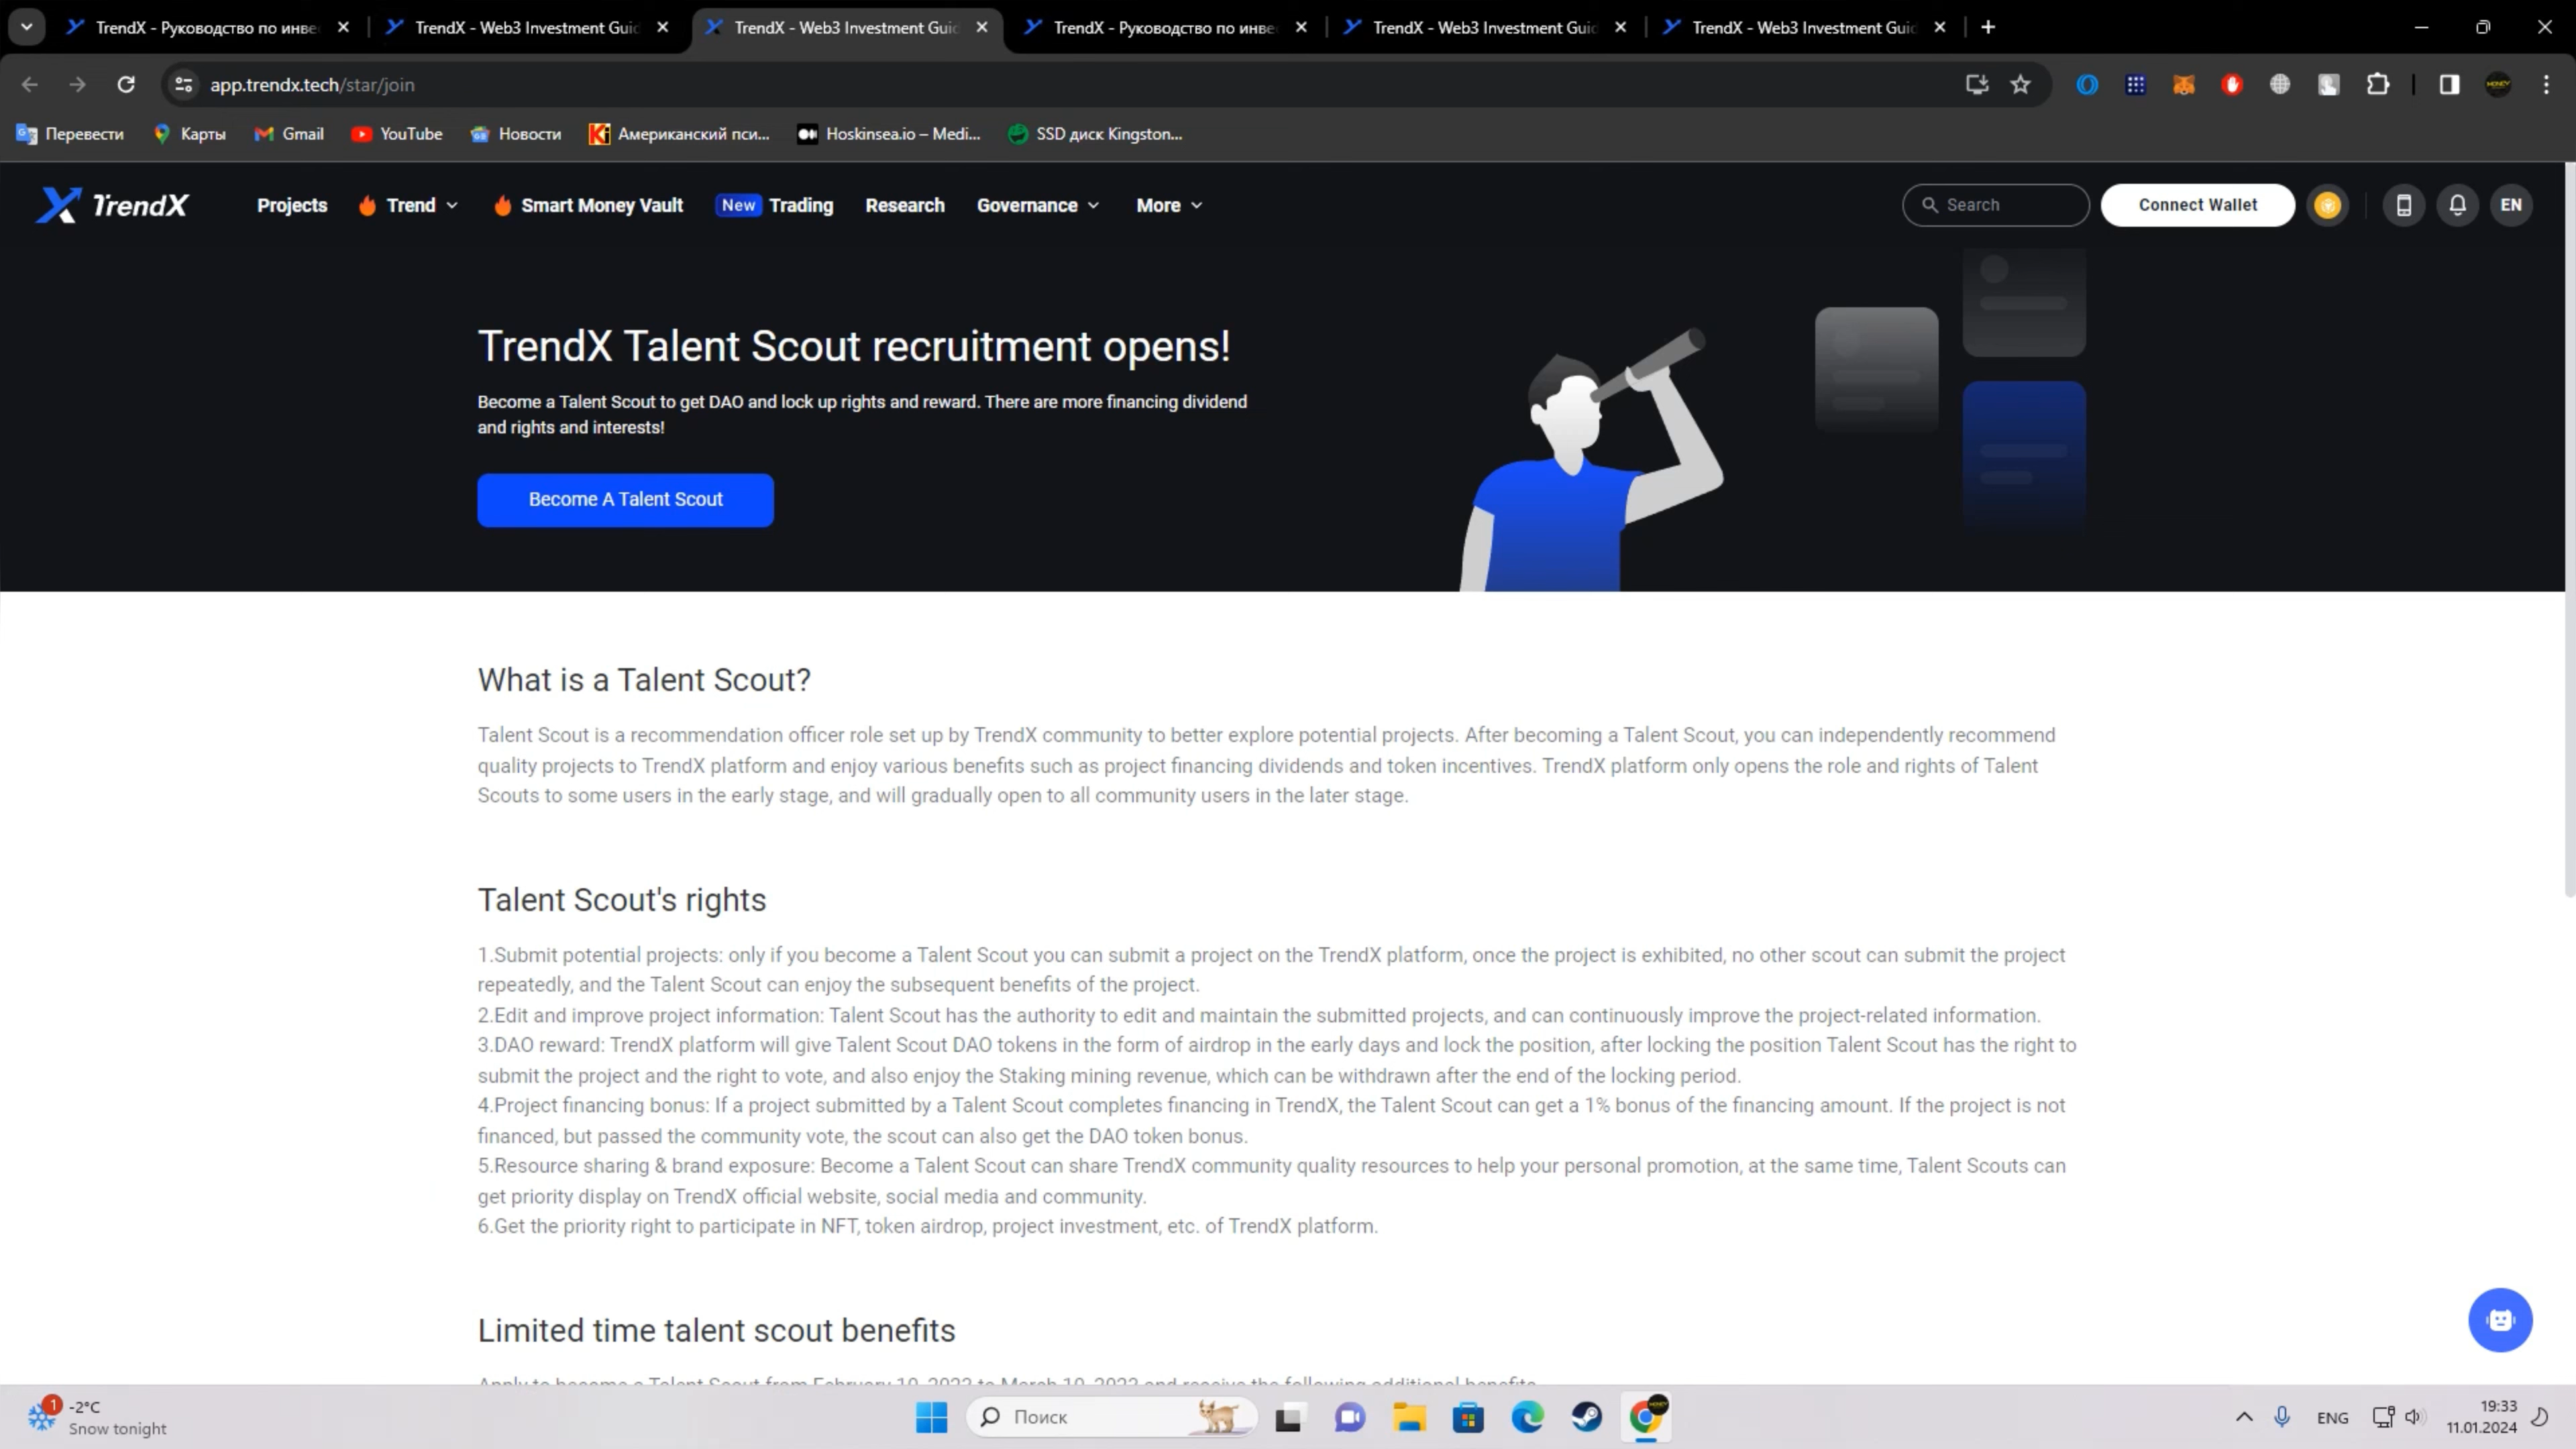 TrendX - Руководство по инве
TrendX - Web3 Investment Guid
TrendX - Web3 Investment Guid
TrendX - Руководство по инве
TrendX - Web3 Investment Guid
TrendX - Web3 Investment Guid
app.trendx.tech/star/join
Перевести
Карты
Gmail
YouTube
Новости
Американский пси...
Hoskinsea.io – Medi...
SSD диск Kingston...
TrendX
Projects
Trend
Smart Money Vault
New Trading
Research
Governance
More
Search
Connect Wallet
EN
TrendX Talent Scout recruitment opens!
Become a Talent Scout to get DAO and lock up rights and reward. There are more financing dividend
and rights and interests!
Become A Talent Scout
What is a Talent Scout?
Talent Scout is a recommendation officer role set up by TrendX community to better explore potential projects. After becoming a Talent Scout, you can independently recommend
quality projects to TrendX platform and enjoy various benefits such as project financing dividends and token incentives. TrendX platform only opens the role and rights of Talent
Scouts to some users in the early stage, and will gradually open to all community users in the later stage.
Talent Scout's rights
1.Submit potential projects: only if you become a Talent Scout you can submit a project on the TrendX platform, once the project is exhibited, no other scout can submit the project
repeatedly, and the Talent Scout can enjoy the subsequent benefits of the project.
2.Edit and improve project information: Talent Scout has the authority to edit and maintain the submitted projects, and can continuously improve the project-related information.
3.DAO reward: TrendX platform will give Talent Scout DAO tokens in the form of airdrop in the early days and lock the position, after locking the position Talent Scout has the right to
submit the project and the right to vote, and also enjoy the Staking mining revenue, which can be withdrawn after the end of the locking period.
4.Project financing bonus: If a project submitted by a Talent Scout completes financing in TrendX, the Talent Scout can get a 1% bonus of the financing amount. If the project is not
financed, but passed the community vote, the scout can also get the DAO token bonus.
5.Resource sharing & brand exposure: Become a Talent Scout can share TrendX community quality resources to help your personal promotion, at the same time, Talent Scouts can
get priority display on TrendX official website, social media and community.
6.Get the priority right to participate in NFT, token airdrop, project investment, etc. of TrendX platform.
Limited time talent scout benefits
1
-2°C
Snow tonight
Поиск
ENG
19:33
11.01.2024